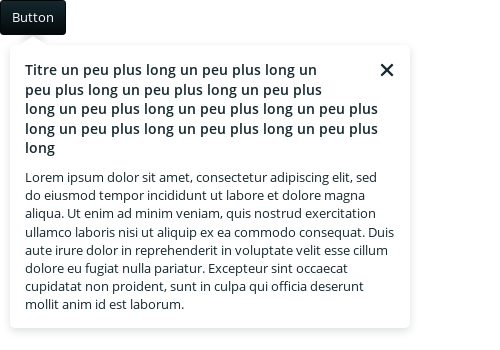 Button
Titre un peu plus long un peu plus long un
peu plus long un peu plus long un peu plus
long un peu plus long un peu plus long un peu plus
long un peu plus long un peu plus long un peu plus
long
Lorem ipsum dolor sit amet, consectetur adipiscing elit, sed
do eiusmod tempor incididunt ut labore et dolore magna
aliqua. Ut enim ad minim veniam, quis nostrud exercitation
ullamco laboris nisi ut aliquip ex ea commodo consequat. Duis
aute irure dolor in reprehenderit in voluptate velit esse cillum
dolore eu fugiat nulla pariatur. Excepteur sint occaecat
cupidatat non proident, sunt in culpa qui officia deserunt
mollit anim id est laborum.